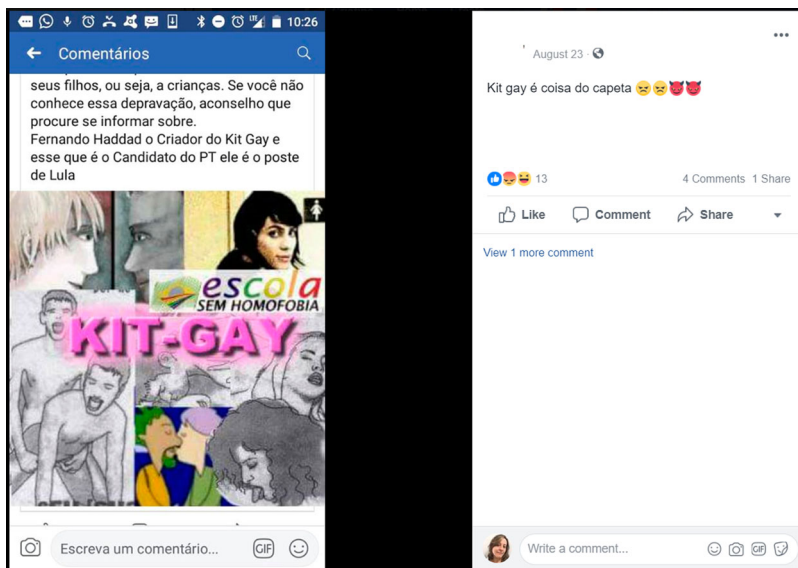 10:26
Comentários
seus filhos, ou seja, a crianças. Se você não
conhece essa depravação, aconselho que
procure se informar sobre.
Fernando Haddad o Criador do Kit Gay e
esse que é o Candidato do PT ele é o poste
de Lula
escola
SEM HOMOFOBIA
KIT-GAY
Escreva um comentário...
GIF
August 23
Kit gay é coisa do capeta 😠😠👿👿
13
4 Comments 1 Share
Like Comment Share
View 1 more comment
Write a comment...
GIF